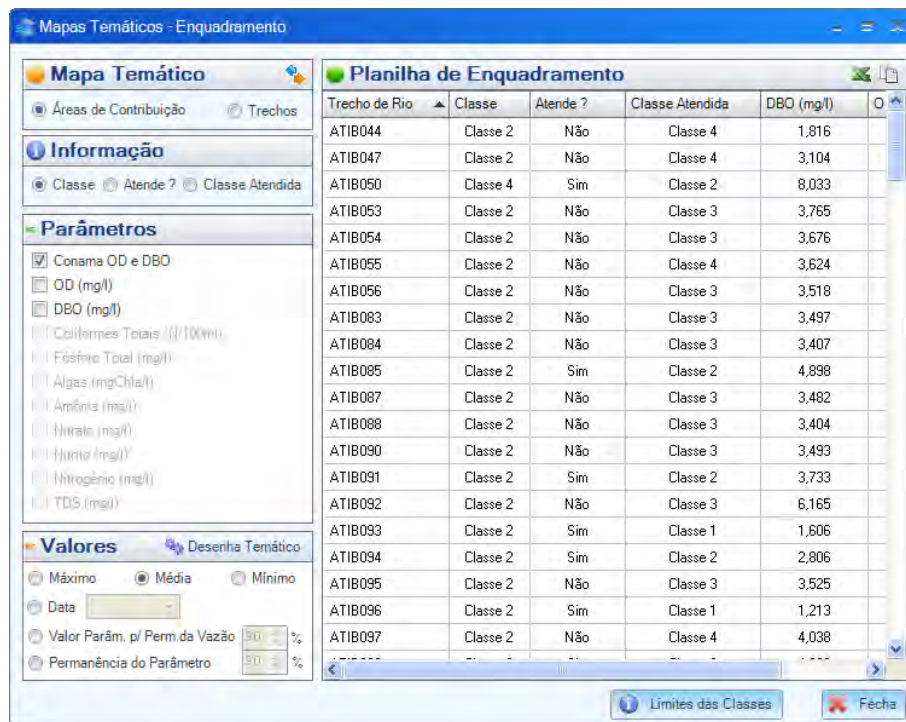 Mapas Temáticos - Enquadramento
Mapa Temático
Áreas de Contribuição Trechos
Informação
Classe Atende ? Classe Atendida
Parâmetros
Conama OD e DBO
OD (mg/l)
DBO (mg/l)
Coliformes Totais (N/100ml)
Fósforo Total (mg/l)
Algas (mgChla/l)
Amônia (mg/l)
Nitrato (mg/l)
(mg/l)
Nitrogênio (mg/l)
TDS (mg/l)
Valores Desenha Temático
Máximo Média Mínimo
Data
Valor Parâm. p/ Perm.da Vazão 90 %
Permanência do Parâmetro 90 %
Planilha de Enquadramento
Trecho de Rio Classe Atende ? Classe Atendida DBO (mg/l) O
ATIB044 Classe 2 Não Classe 4 1,816
ATIB047 Classe 2 Não Classe 4 3,104
ATIB050 Classe 4 Sim Classe 2 8,033
ATIB053 Classe 2 Não Classe 3 3,765
ATIB054 Classe 2 Não Classe 3 3,676
ATIB055 Classe 2 Não Classe 4 3,624
ATIB056 Classe 2 Não Classe 3 3,518
ATIB083 Classe 2 Não Classe 3 3,497
ATIB084 Classe 2 Não Classe 3 3,407
ATIB085 Classe 2 Sim Classe 2 4,898
ATIB087 Classe 2 Não Classe 3 3,482
ATIB088 Classe 2 Não Classe 3 3,404
ATIB090 Classe 2 Não Classe 3 3,493
ATIB091 Classe 2 Sim Classe 2 3,733
ATIB092 Classe 2 Não Classe 3 6,165
ATIB093 Classe 2 Sim Classe 1 1,606
ATIB094 Classe 2 Sim Classe 2 2,806
ATIB095 Classe 2 Não Classe 3 3,525
ATIB096 Classe 2 Sim Classe 1 1,213
ATIB097 Classe 2 Não Classe 4 4,038
Limites das Classes Fecha